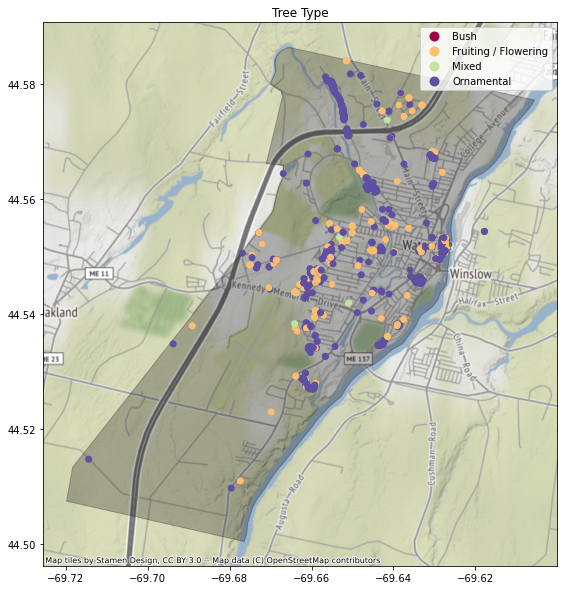 Tree Type
Bush
Fruiting / Flowering
Mixed
Ornamental
44.58
44.56
44.54
44.52
44.50
Fairfield—Street
Main—
College—Avenue
Main—Street
Winslow
ME 11
Kennedy—Memorial—Drive
Halifax—Street
akland
ME 23
ME 137
China—Road
Cushman—Road
Augusta—Road
Map tiles by Stamen Design, CC BY 3.0 -- Map data (C) OpenStreetMap contributors
−69.72
−69.70
−69.68
−69.66
−69.64
−69.62